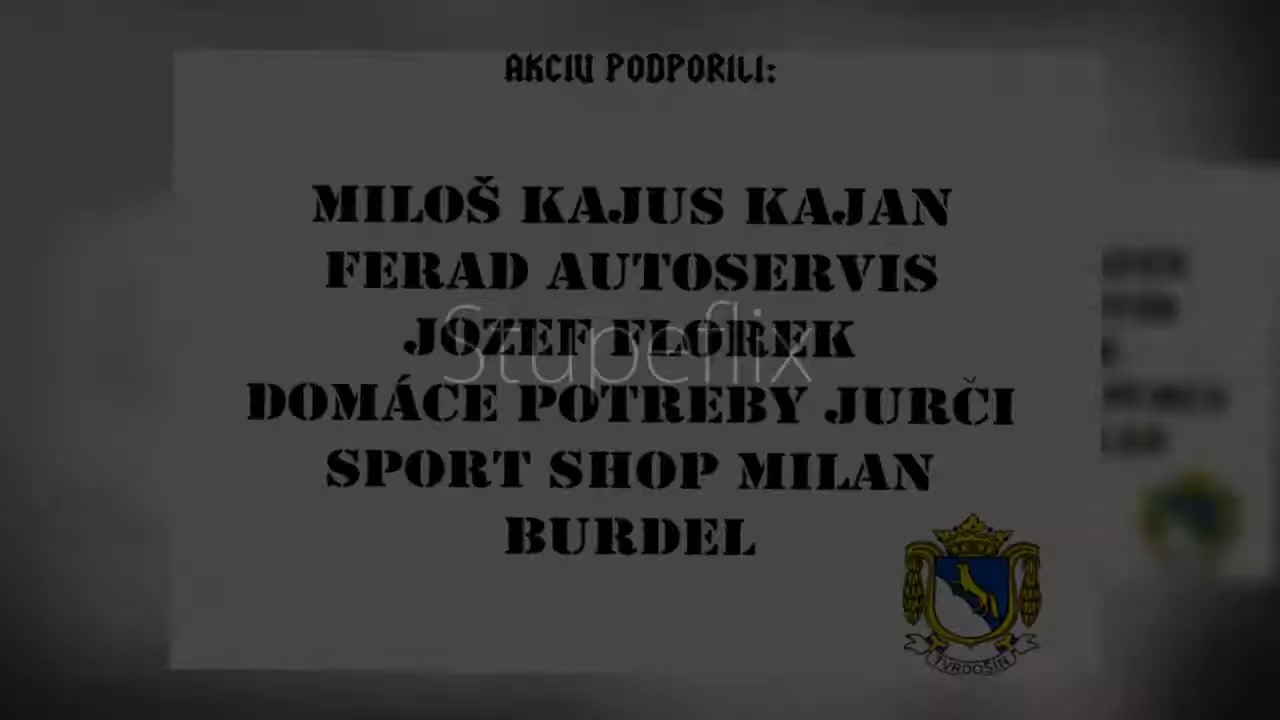 AKCIU PODPORILI:
MILOŠ KAJUS KAJAN
FERAD AUTOSERVIS
JOZEF FLOREK
Stupeflix
DOMÁCE POTREBY JURČI
SPORT SHOP MILAN
BURDEL
TVRDOŠÍN